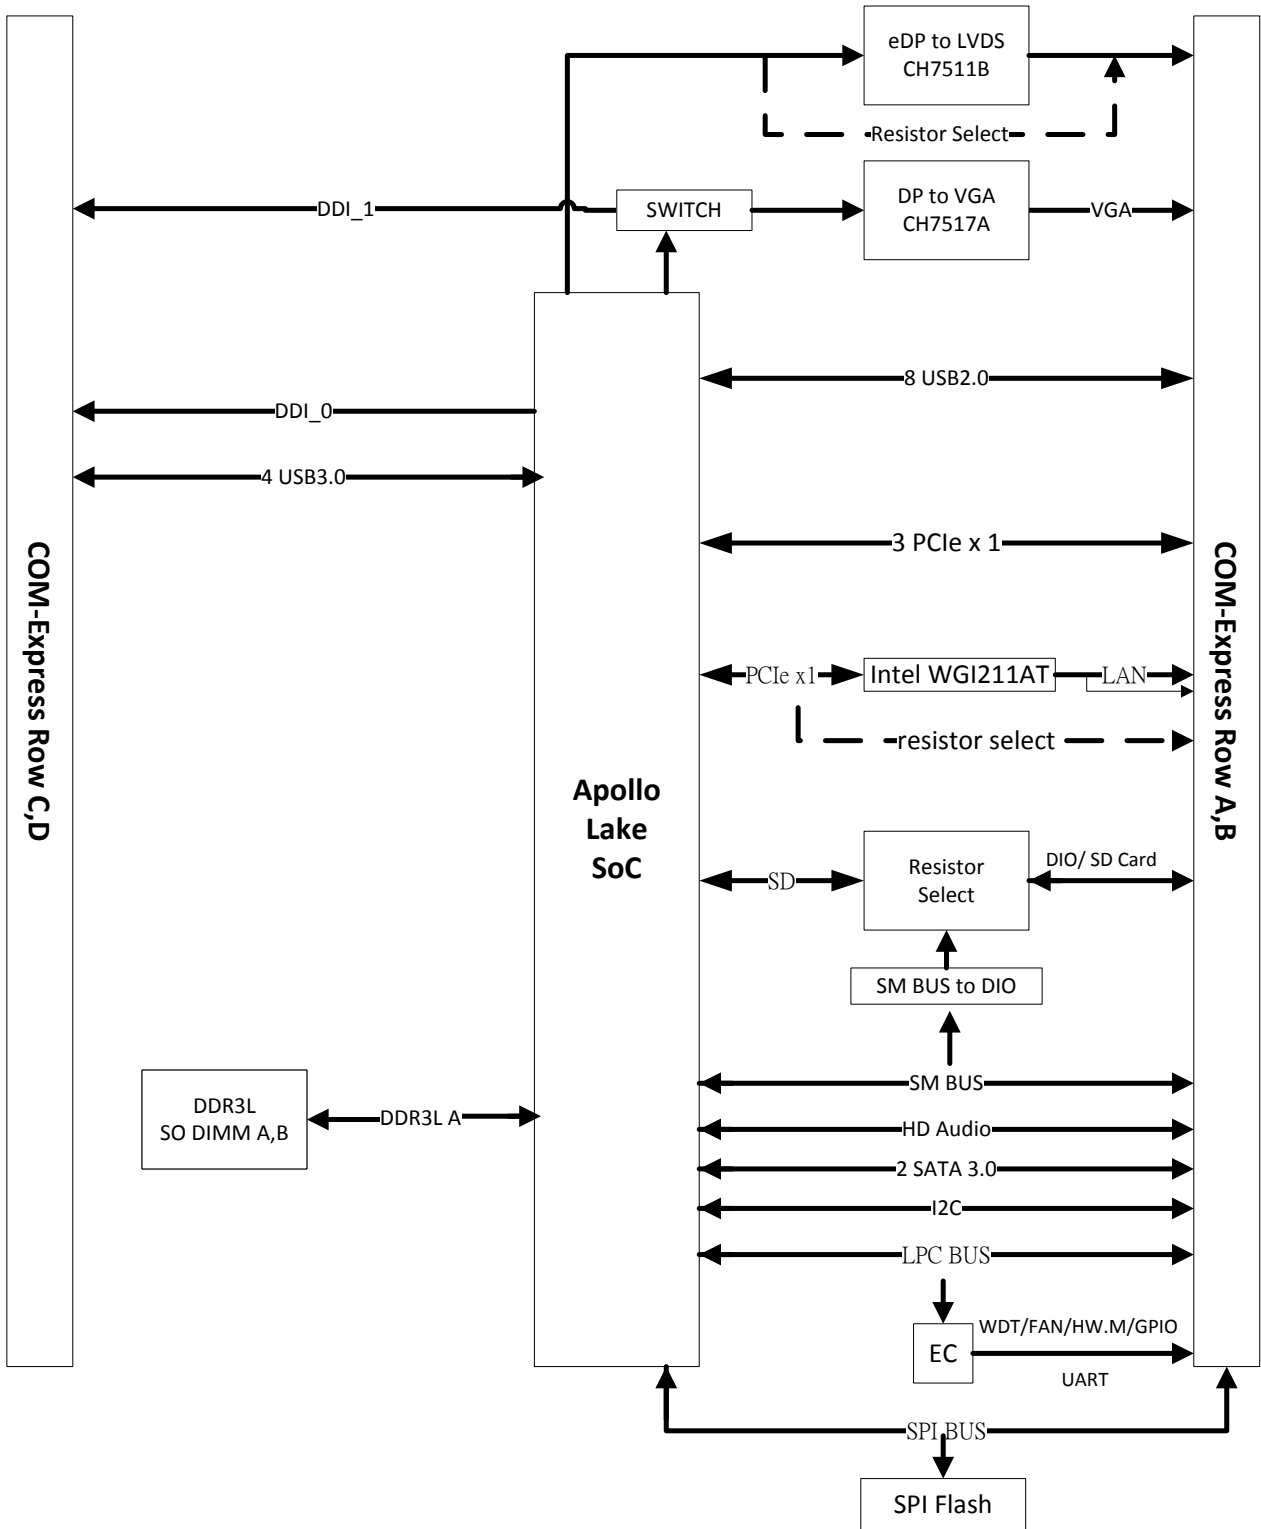 eDP to LVDS
CH7511B
Resistor Select
DDI_1
SWITCH
DP to VGA
CH7517A
VGA
8 USB2.0
DDI_0
4 USB3.0
3 PCIe x 1
COM-Express Row C,D
COM-Express Row A,B
PCIe x1
Intel WGI211AT
LAN
resistor select
Apollo
Lake
SoC
SD
Resistor
Select
DIO/ SD Card
SM BUS to DIO
SM BUS
DDR3L
SO DIMM A,B
DDR3L A
HD Audio
2 SATA 3.0
I2C
LPC BUS
EC
WDT/FAN/HW.M/GPIO
UART
SPI BUS
SPI Flash